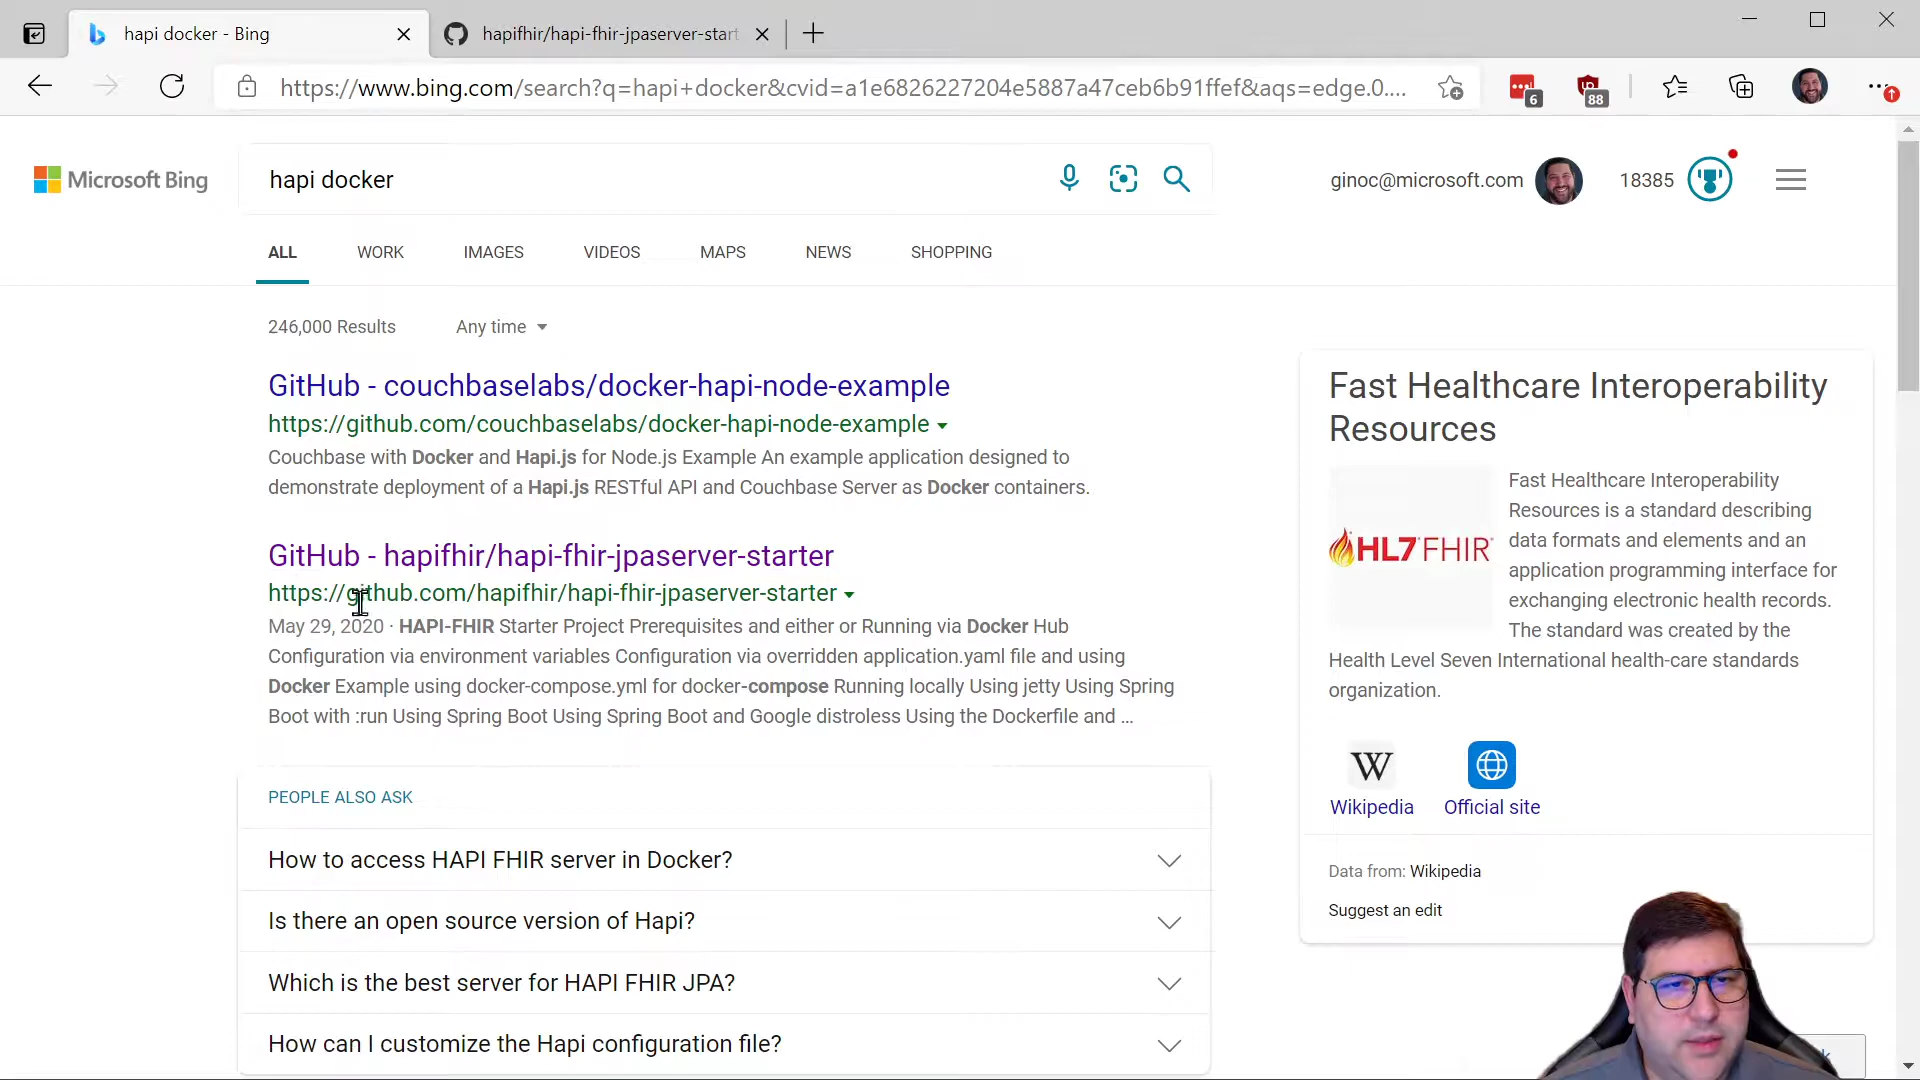 hapi docker - Bing
hapifhir/hapi-fhir-jpaserver-start
https://www.bing.com/search?q=hapi+docker&cvid=a1e6826227204e5887a47ceb6b91ffef&aqs=edge.0....
6
88
Microsoft Bing
hapi docker
ginoc@microsoft.com
18385
ALL
WORK
IMAGES
VIDEOS
MAPS
NEWS
SHOPPING
246,000 Results
Any time
GitHub - couchbaselabs/docker-hapi-node-example
https://github.com/couchbaselabs/docker-hapi-node-example
Couchbase with Docker and Hapi.js for Node.js Example An example application designed to
demonstrate deployment of a Hapi.js RESTful API and Couchbase Server as Docker containers.
GitHub - hapifhir/hapi-fhir-jpaserver-starter
https://github.com/hapifhir/hapi-fhir-jpaserver-starter
May 29, 2020 · HAPI-FHIR Starter Project Prerequisites and either or Running via Docker Hub
Configuration via environment variables Configuration via overridden application.yaml file and using
Docker Example using docker-compose.yml for docker-compose Running locally Using jetty Using Spring
Boot with :run Using Spring Boot Using Spring Boot and Google distroless Using the Dockerfile and ...
PEOPLE ALSO ASK
How to access HAPI FHIR server in Docker?
Is there an open source version of Hapi?
Which is the best server for HAPI FHIR JPA?
How can I customize the Hapi configuration file?
Fast Healthcare Interoperability
Resources
HL7 FHIR
Fast Healthcare Interoperability
Resources is a standard describing
data formats and elements and an
application programming interface for
exchanging electronic health records.
The standard was created by the
Health Level Seven International health-care standards
organization.
W
Wikipedia
Official site
Data from: Wikipedia
Suggest an edit